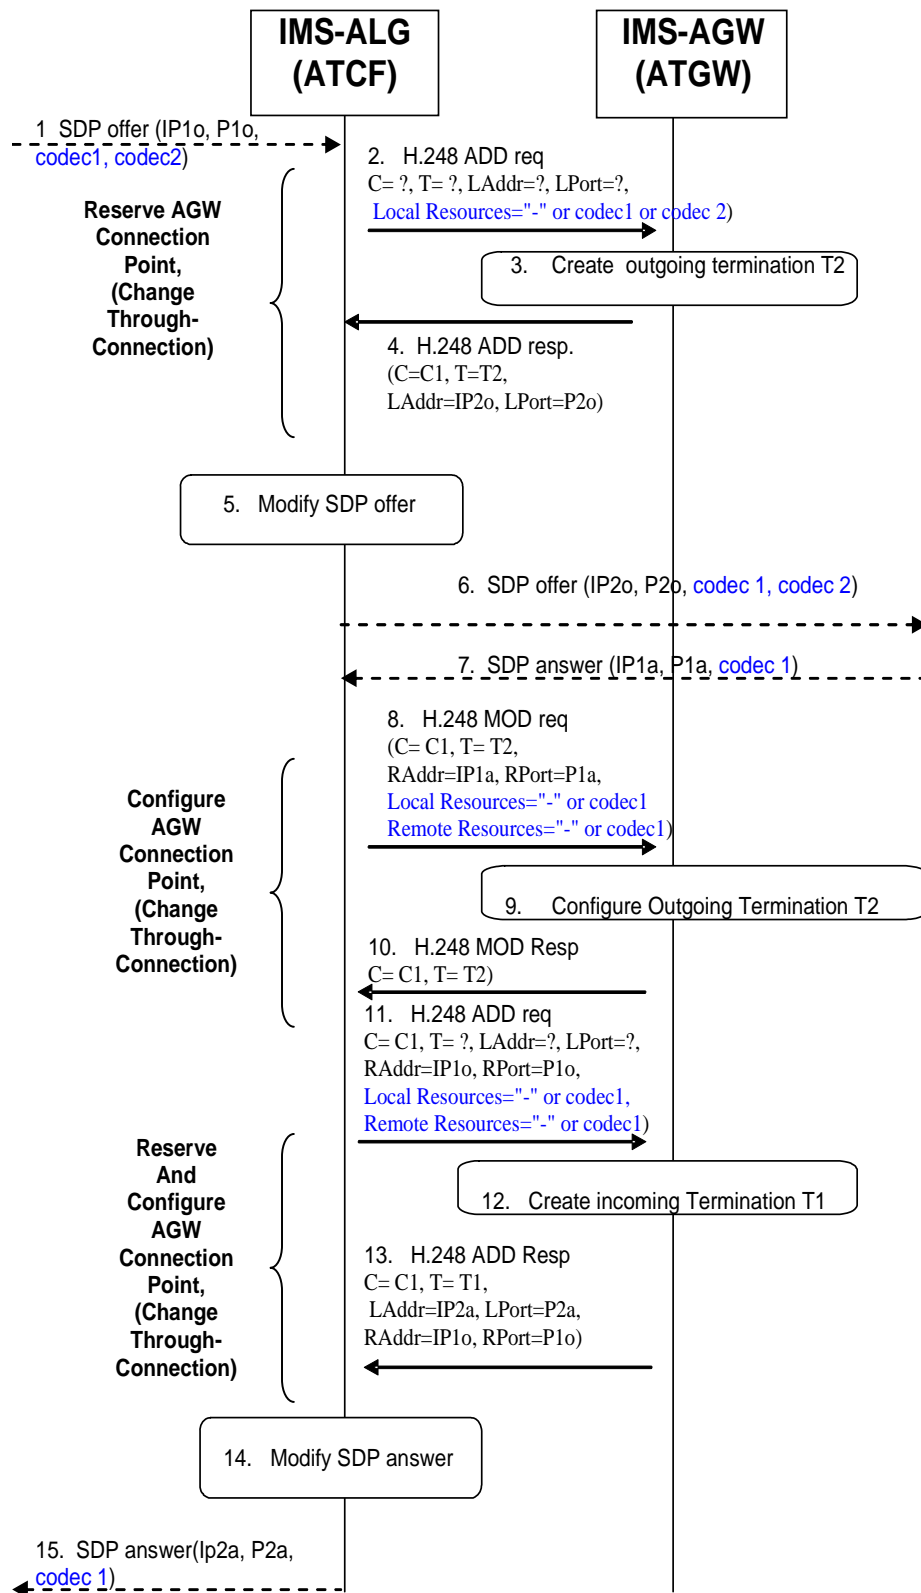 IMS-ALG
(ATCF)
IMS-AGW
(ATGW)
1  SDP offer (IP1o, P1o,
codec1, codec2)
2.   H.248 ADD req
C= ?, T= ?, LAddr=?, LPort=?,
Local Resources="-" or codec1 or codec 2)
Reserve AGW
Connection
Point,
(Change
Through-
Connection)
3.    Create  outgoing termination T2
4.  H.248 ADD resp.
(C=C1, T=T2,
LAddr=IP2o, LPort=P2o)
5.   Modify SDP offer
6.   SDP offer (IP2o, P2o, codec 1, codec 2)
7.   SDP answer (IP1a, P1a, codec 1)
8.   H.248 MOD req
(C= C1, T= T2,
RAddr=IP1a, RPort=P1a,
Local Resources="-" or codec1
Remote Resources="-" or codec1)
Configure
AGW
Connection
Point,
(Change
Through-
Connection)
9.     Configure Outgoing Termination T2
10.   H.248 MOD Resp
C= C1, T= T2)
11.   H.248 ADD req
C= C1, T= ?, LAddr=?, LPort=?,
RAddr=IP1o, RPort=P1o,
Local Resources="-" or codec1,
Remote Resources="-" or codec1)
Reserve
And
Configure
AGW
Connection
Point,
(Change
Through-
Connection)
12.   Create incoming Termination T1
13.   H.248 ADD Resp
C= C1, T= T1,
LAddr=IP2a, LPort=P2a,
RAddr=IP1o, RPort=P1o)
14.   Modify SDP answer
15.  SDP answer(Ip2a, P2a,
codec 1)